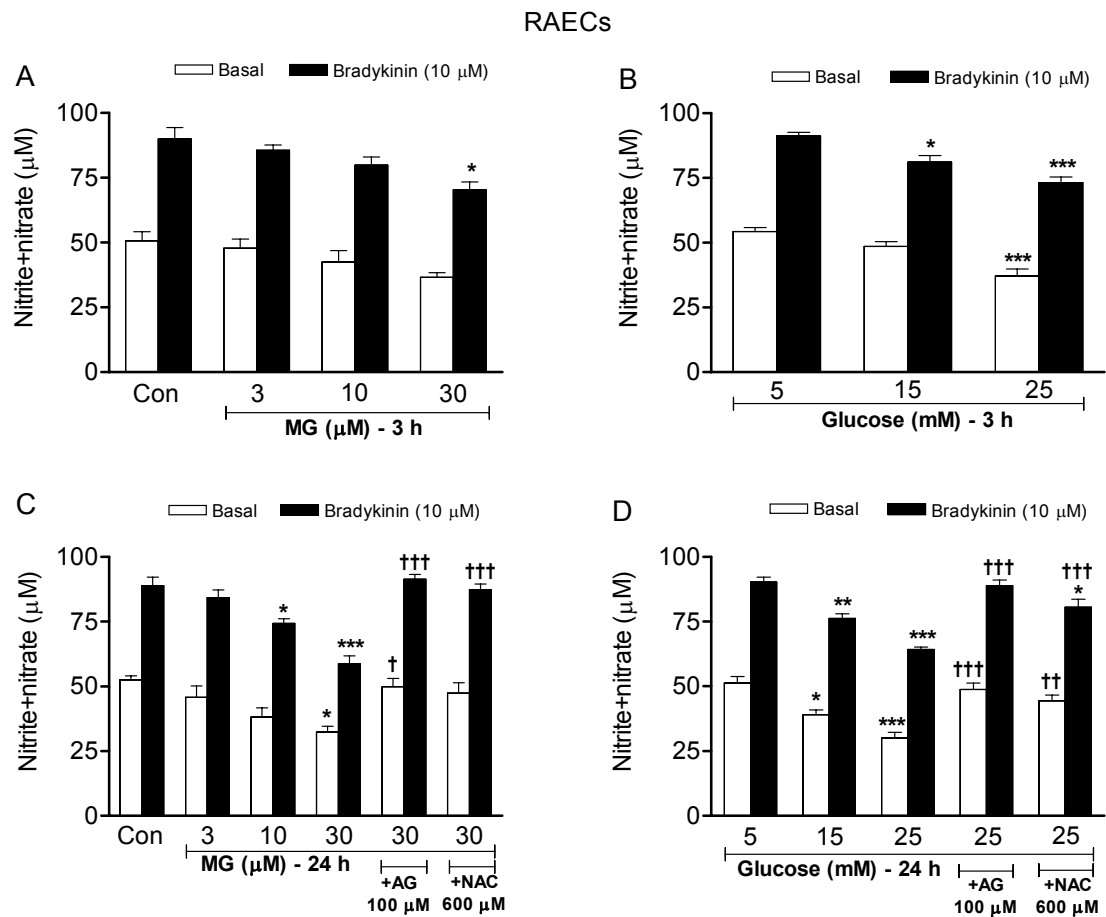 RAECs
A
Basal Bradykinin (10 μM)
Nitrite+nitrate (μM)
100
75
50
25
0
*
Con 3 10 30
MG (μM) - 3 h
B
Basal Bradykinin (10 μM)
Nitrite+nitrate (μM)
100
75
50
25
0
* *** ***
5 15 25
Glucose (mM) - 3 h
C
Basal Bradykinin (10 μM)
Nitrite+nitrate (μM)
100
75
50
25
0
* * *** † ††† †††
Con 3 10 30 30 30
MG (μM) - 24 h
+AG +NAC
100 μM 600 μM
D
Basal Bradykinin (10 μM)
Nitrite+nitrate (μM)
100
75
50
25
0
* ** *** *** ††† ††† †† †††
*
5 15 25 25 25
Glucose (mM) - 24 h
+AG +NAC
100 μM 600 μM